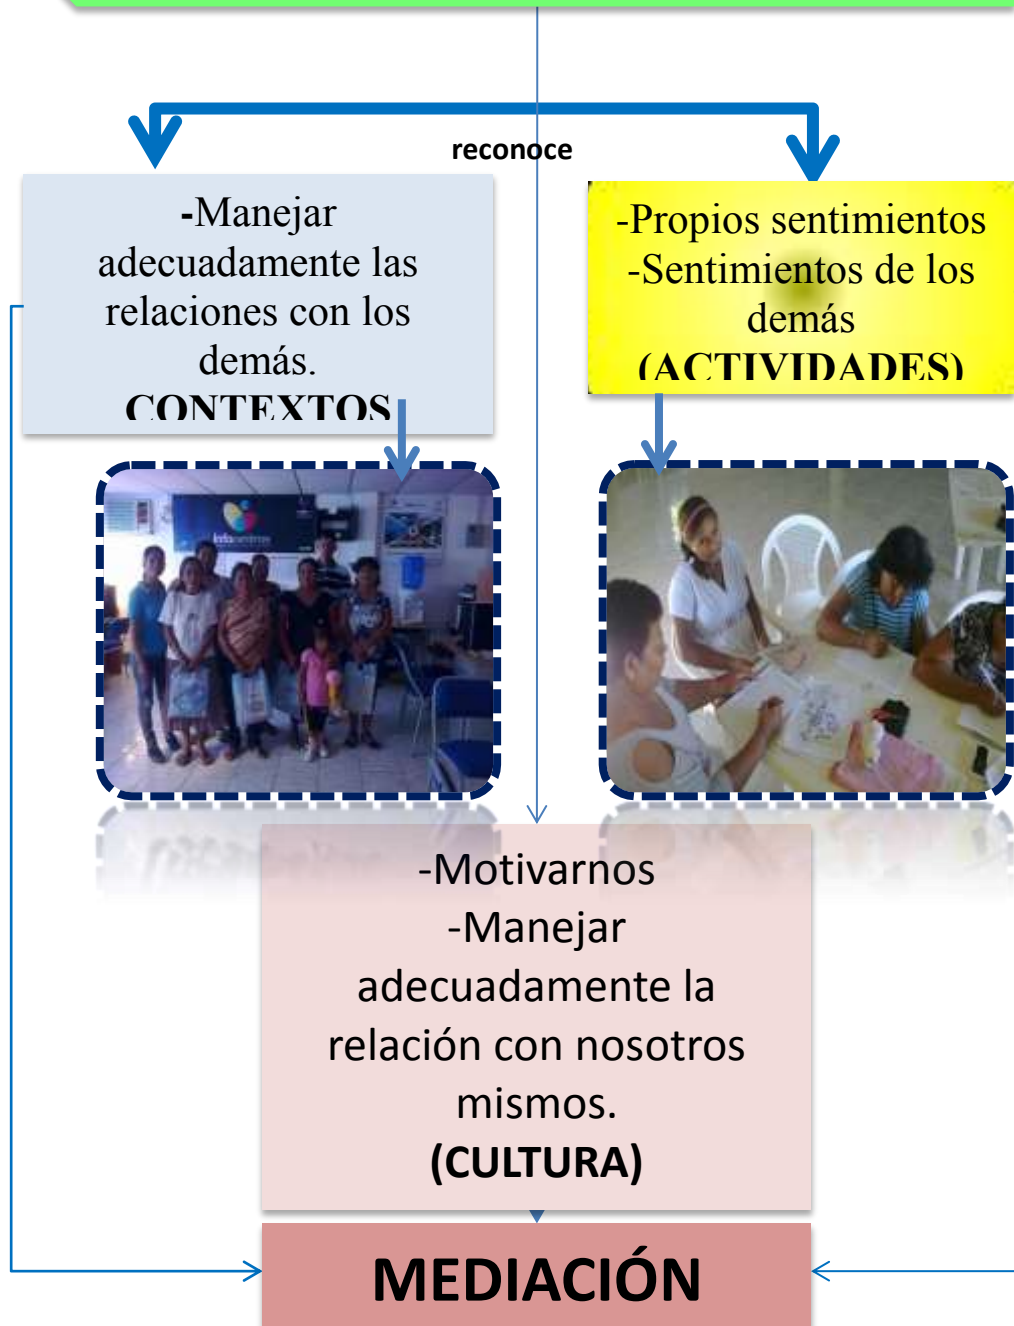 reconoce
-Manejar
adecuadamente las
relaciones con los
demás.
CONTEXTOS
-Propios sentimientos
-Sentimientos de los
demás
(ACTIVIDADES)
Infocentros
-Motivarnos
-Manejar
adecuadamente la
relación con nosotros
mismos.
(CULTURA)
MEDIACIÓN